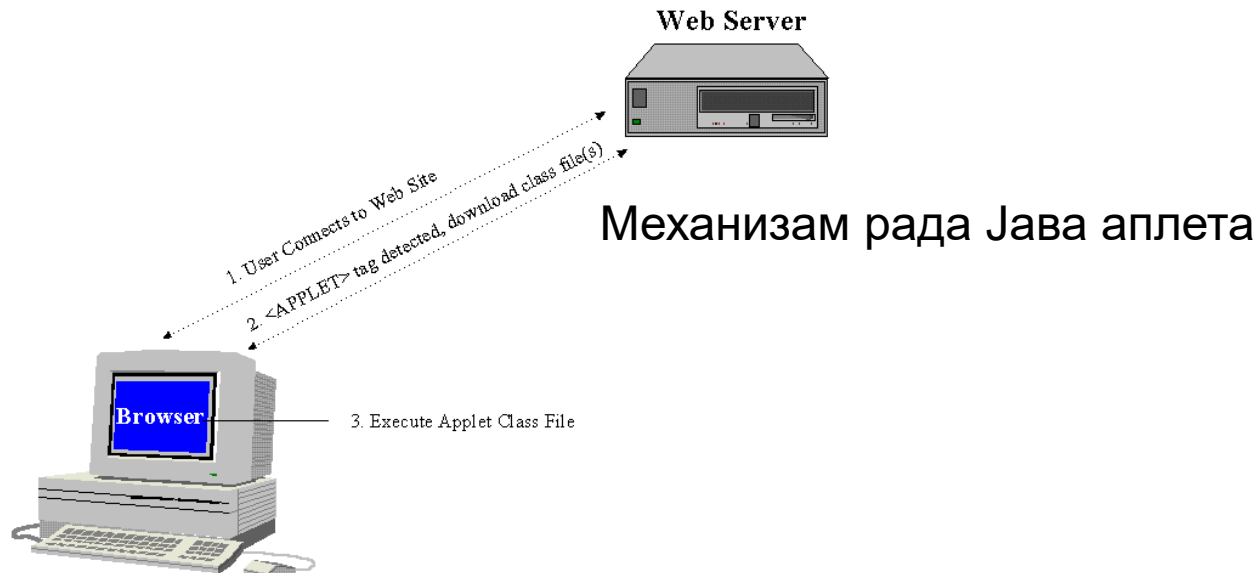 Web Server
1. User Connects to Web Site
2. <APPLET> tag detected, download class file(s)
Механизам рада Јава аплета
Browser
3. Execute Applet Class File